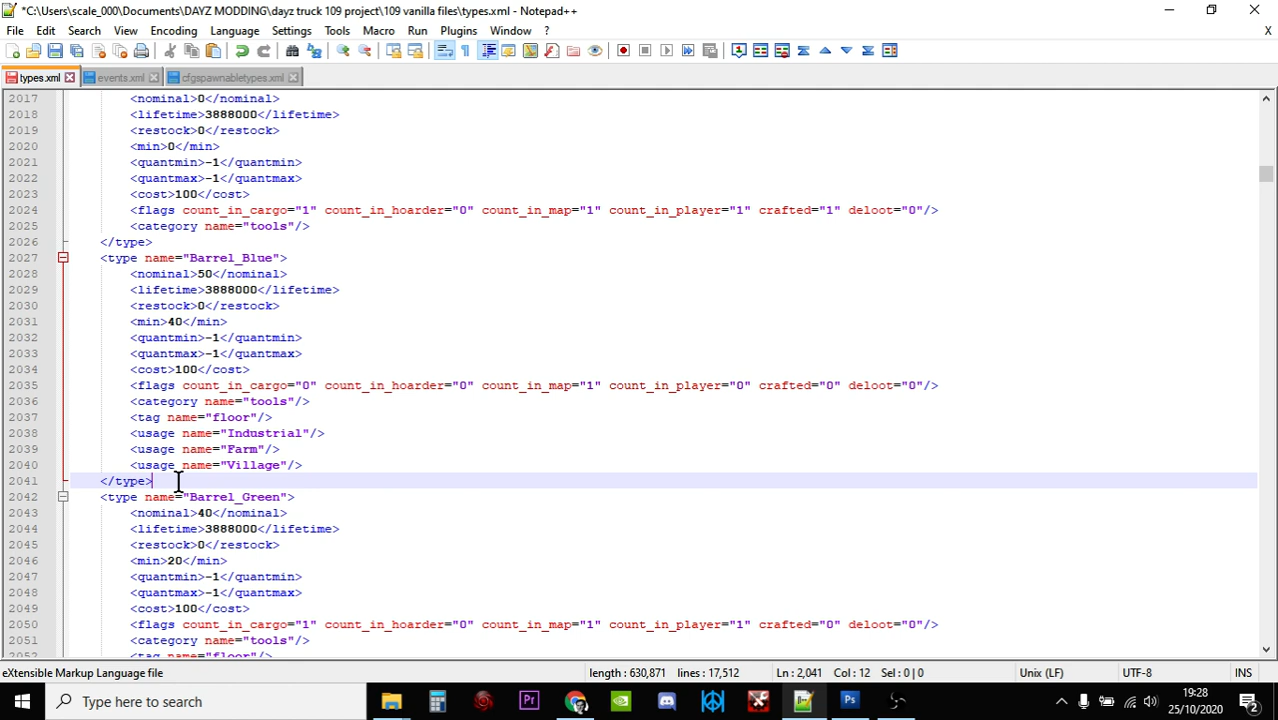 *C:\Users\scale_000\Documents\DAYZ MODDING\dayz truck 109 project\109 vanilla files\types.xml - Notepad++
File Edit Search View Encoding Language Settings Tools Macro Run Plugins Window ? X
types.xml events.xml cfgspawnabletypes.xml
2017 <nominal>0</nominal>
2018 <lifetime>3888000</lifetime>
2019 <restock>0</restock>
2020 <min>0</min>
2021 <quantmin>-1</quantmin>
2022 <quantmax>-1</quantmax>
2023 <cost>100</cost>
2024 <flags count_in_cargo="1" count_in_hoarder="0" count_in_map="1" count_in_player="1" crafted="1" deloot="0"/>
2025 <category name="tools"/>
2026 </type>
2027 <type name="Barrel_Blue">
2028 <nominal>50</nominal>
2029 <lifetime>3888000</lifetime>
2030 <restock>0</restock>
2031 <min>40</min>
2032 <quantmin>-1</quantmin>
2033 <quantmax>-1</quantmax>
2034 <cost>100</cost>
2035 <flags count_in_cargo="0" count_in_hoarder="0" count_in_map="1" count_in_player="0" crafted="0" deloot="0"/>
2036 <category name="tools"/>
2037 <tag name="floor"/>
2038 <usage name="Industrial"/>
2039 <usage name="Farm"/>
2040 <usage name="Village"/>
2041 </type>
2042 <type name="Barrel_Green">
2043 <nominal>40</nominal>
2044 <lifetime>3888000</lifetime>
2045 <restock>0</restock>
2046 <min>20</min>
2047 <quantmin>-1</quantmin>
2048 <quantmax>-1</quantmax>
2049 <cost>100</cost>
2050 <flags count_in_cargo="1" count_in_hoarder="0" count_in_map="1" count_in_player="1" crafted="0" deloot="0"/>
2051 <category name="tools"/>
2052 <tag name="floor"/>
eXtensible Markup Language file length : 630,871 lines : 17,512 Ln : 2,041 Col : 12 Sel : 0 | 0 Unix (LF) UTF-8 INS
Type here to search Pr Ps 19:28
25/10/2020 2